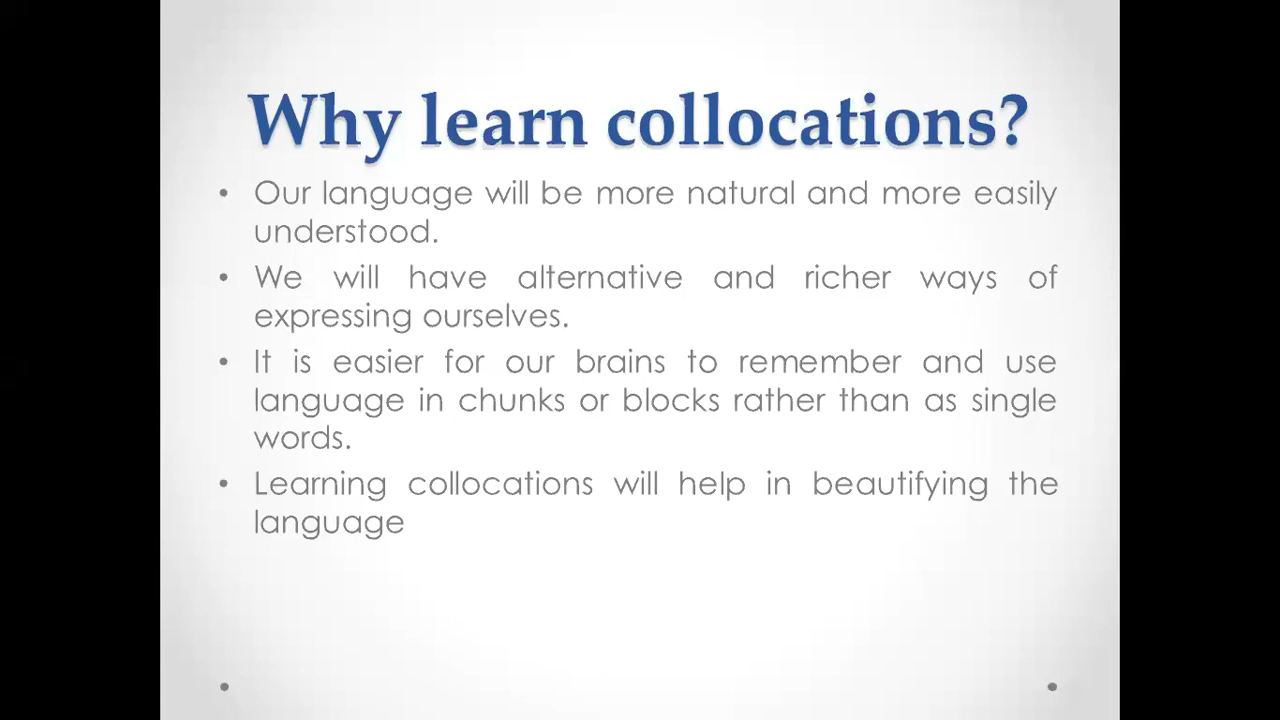 Why learn collocations?
• Our language will be more natural and more easily
understood.
• We will have alternative and richer ways of
expressing ourselves.
• It is easier for our brains to remember and use
language in chunks or blocks rather than as single
words.
• Learning collocations will help in beautifying the
language